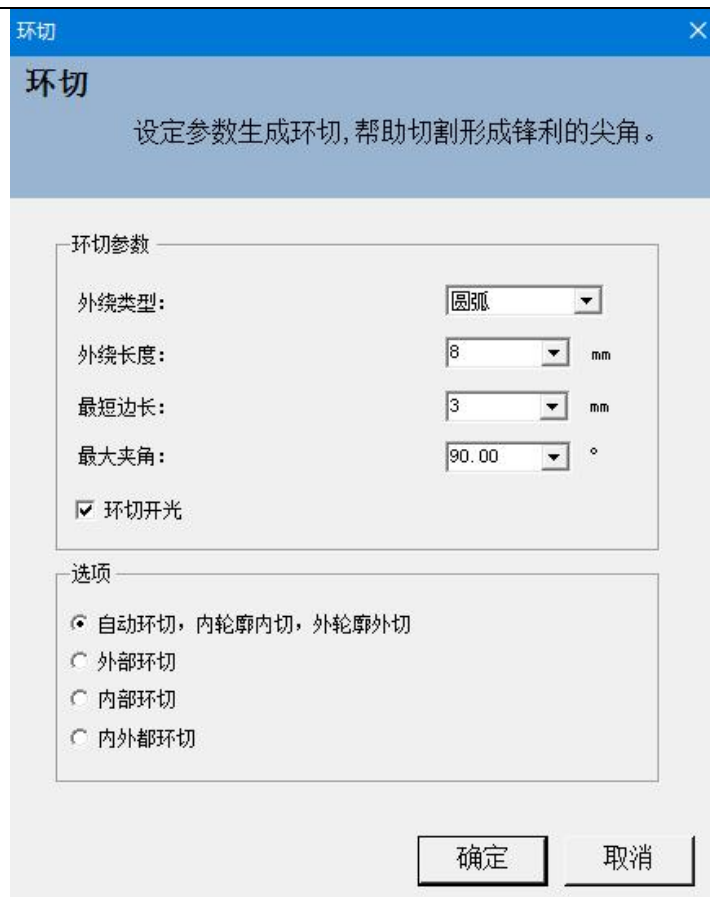 环切
环切
设定参数生成环切,帮助切割形成锋利的尖角。
环切参数
外绕类型: 圆弧
外绕长度: 8 mm
最短边长: 3 mm
最大夹角: 90.00 °
环切开光
选项
自动环切，内轮廓内切，外轮廓外切
外部环切
内部环切
内外都环切
确定 取消